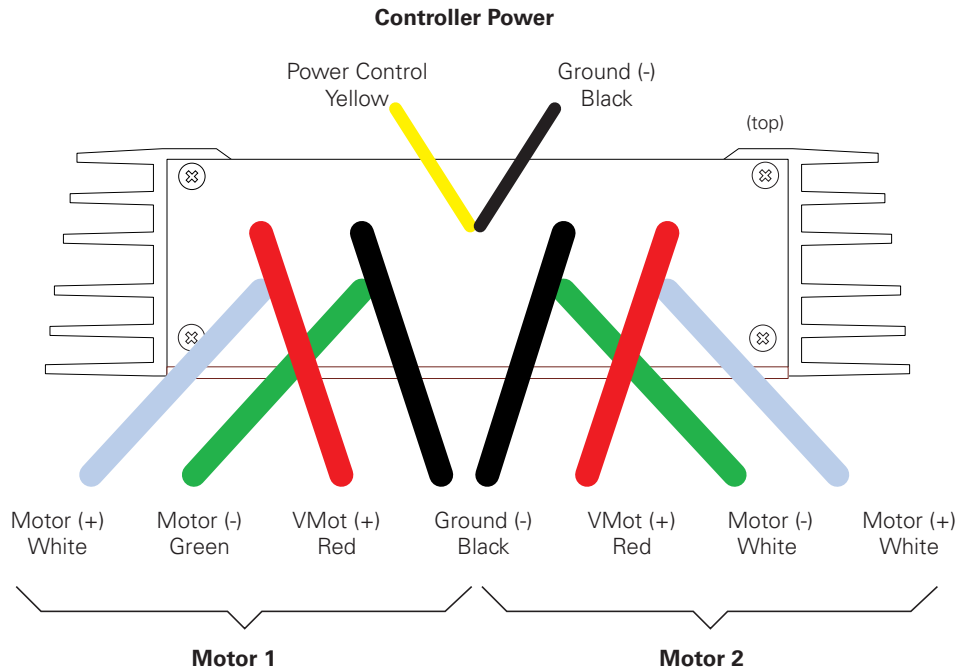 Controller Power
Power Control
Yellow
Ground (-)
Black
(top)
Motor (+)
White
Motor (-)
Green
VMot (+)
Red
Ground (-)
Black
VMot (+)
Red
Motor (-)
White
Motor (+)
White
Motor 1
Motor 2